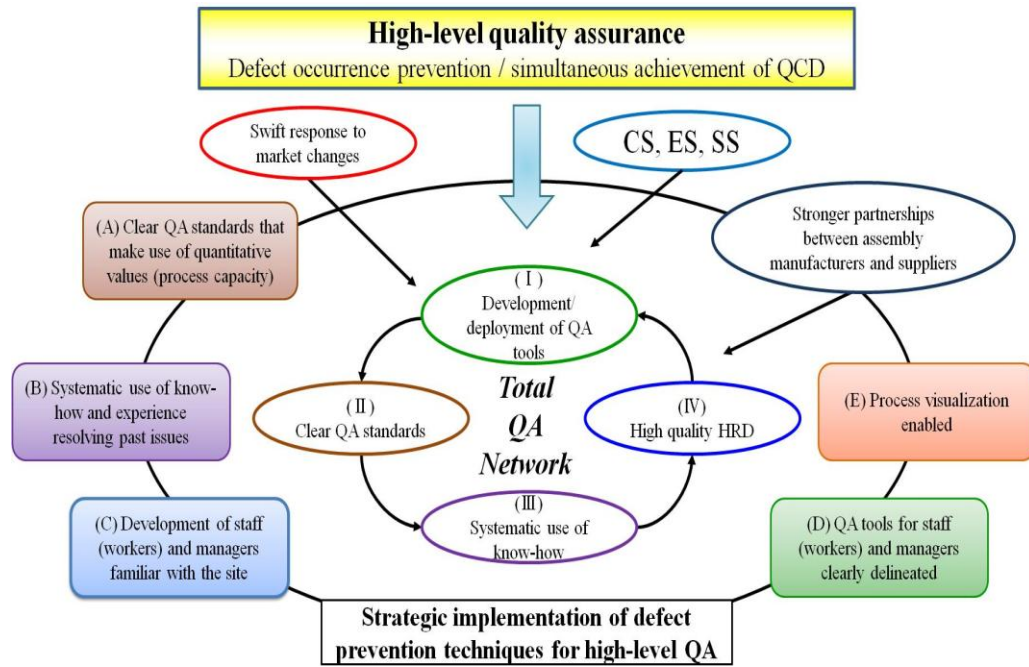 High-level quality assurance
Defect occurrence prevention / simultaneous achievement of QCD
Swift response to
market changes
CS, ES, SS
(A) Clear QA standards that
make use of quantitative
values (process capacity)
Stronger partnerships
between assembly
manufacturers and suppliers
(Ⅰ)
Development/
deployment of QA
tools
(B) Systematic use of know-
how and experience
resolving past issues
(Ⅱ)
Clear QA standards
Total
QA
Network
(Ⅳ)
High quality HRD
(E) Process visualization
enabled
(Ⅲ)
Systematic use of
know-how
(C) Development of staff
(workers) and managers
familiar with the site
(D) QA tools for staff
(workers) and managers
clearly delineated
Strategic implementation of defect
prevention techniques for high-level QA